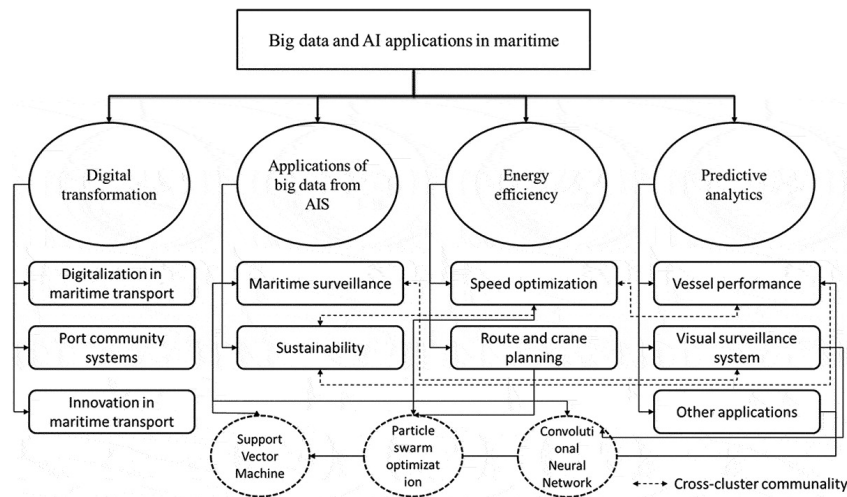 Big data and AI applications in maritime
Digital
transformation
Applications of
big data from
AIS
Energy
efficiency
Predictive
analytics
Digitalization in
maritime transport
Maritime surveillance
Speed optimization
Vessel performance
Port community
systems
Sustainability
Route and crane
planning
Visual surveillance
system
Innovation in
maritime transport
Other applications
Support
Vector
Machine
Particle
swarm
optimizat
ion
Convoluti
onal
Neural
Network
Cross-cluster communality